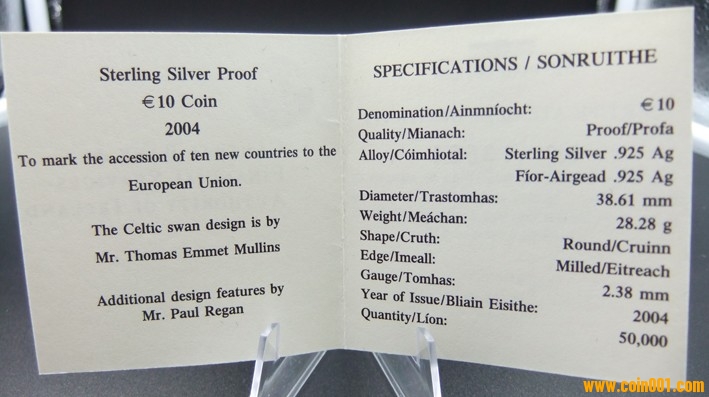 Sterling Silver Proof
€10 Coin
2004
To mark the accession of ten new countries to the
European Union.
The Celtic swan design is by
Mr. Thomas Emmet Mullins
Additional design features by
Mr. Paul Regan
SPECIFICATIONS / SONRUITHE
Denomination/Ainmníocht: €10
Quality/Mianach: Proof/Profa
Alloy/Cóimhiotal: Sterling Silver .925 Ag
Fíor-Airgead .925 Ag
Diameter/Trastomhas: 38.61 mm
Weight/Meáchan: 28.28 g
Shape/Cruth: Round/Cruinn
Edge/Imeall: Milled/Eitreach
Gauge/Tomhas: 2.38 mm
Year of Issue/Bliain Eisithe: 2004
Quantity/Líon: 50,000
www.coin001.com